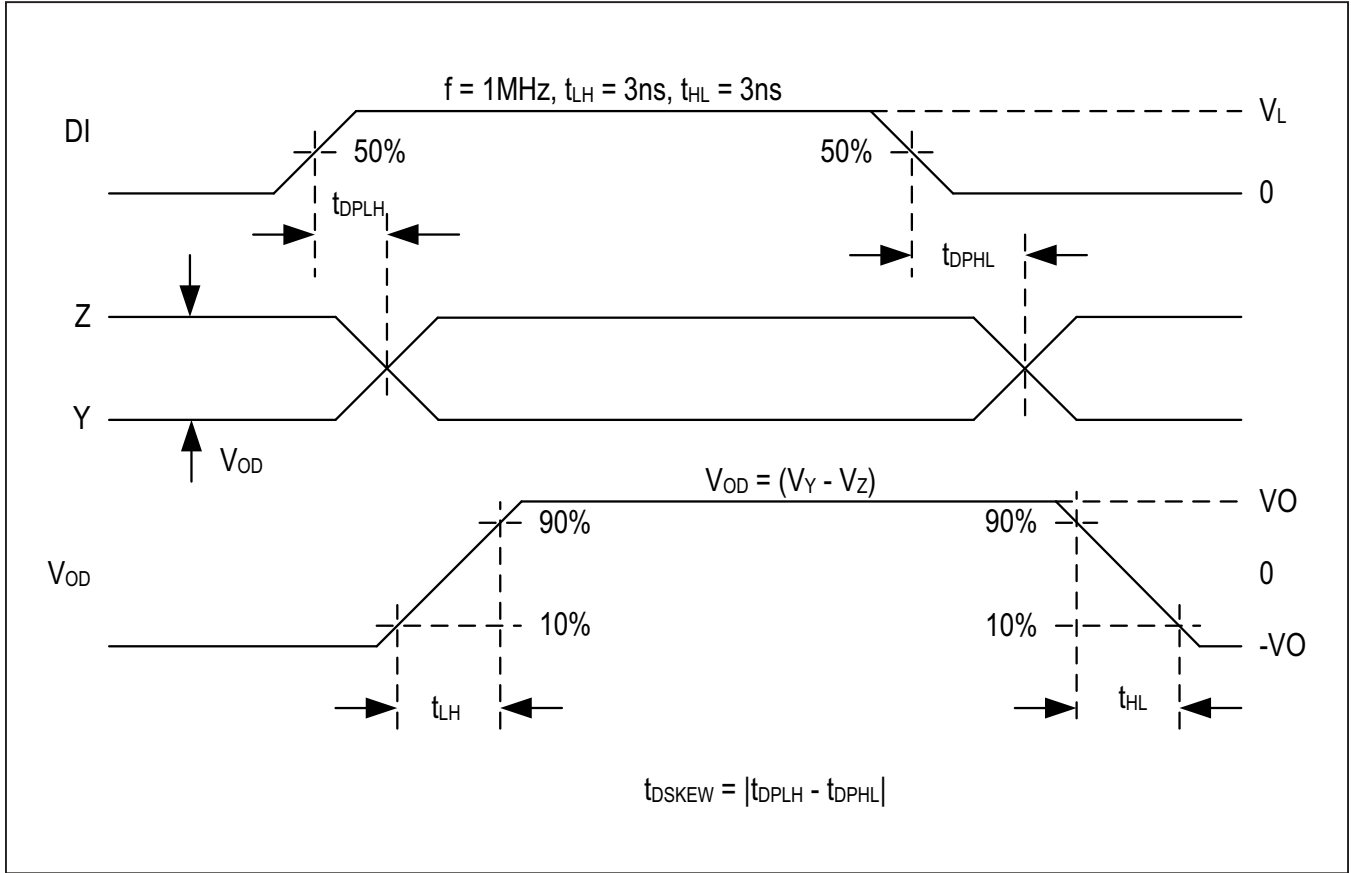 f = 1MHz, tLH = 3ns, tHL = 3ns
DI
VL
50%
50%
0
tDPLH
tDPHL
Z
Y
VOD
VOD = (VY - VZ)
VO
90%
90%
VOD
0
10%
10%
-VO
tLH
tHL
tDSKEW = |tDPLH - tDPHL|